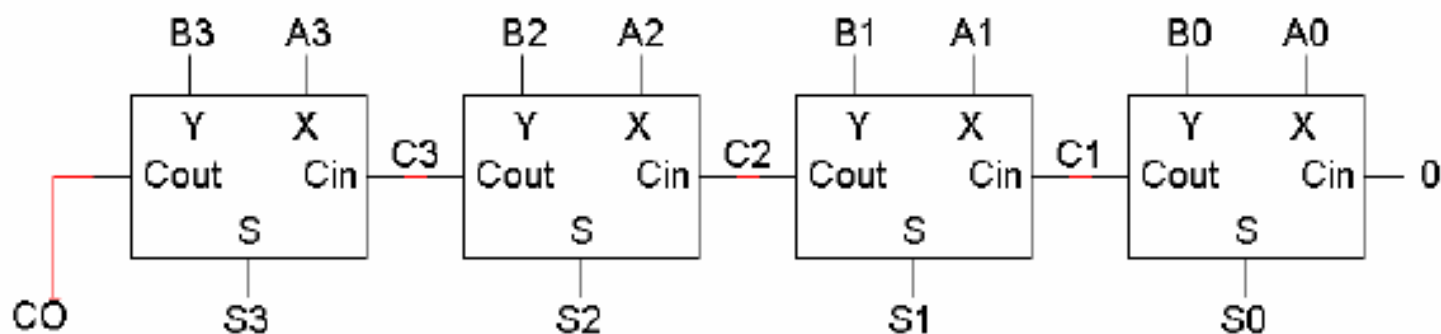 B3 A3 B2 A2 B1 A1 B0 A0
Y X Y X Y X Y X
C3 C2 C1
Cout Cin Cout Cin Cout Cin Cout Cin 0
S S S S
CO S3 S2 S1 S0